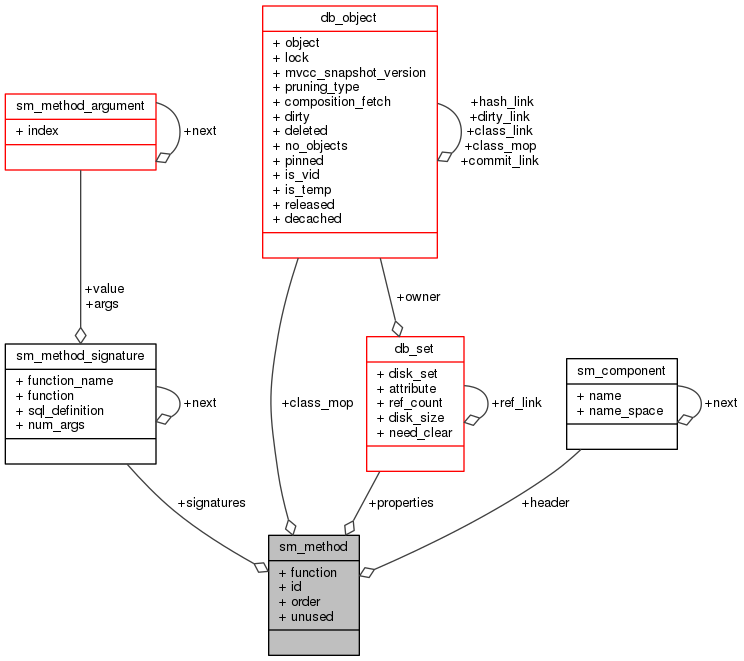 db_object
+ object
+ lock
+ mvcc_snapshot_version
+ pruning_type
+ composition_fetch
+ dirty
+ deleted
+ no_objects
+ pinned
+ is_vid
+ is_temp
+ released
+ decached
+hash_link
+dirty_link
+class_link
+class_mop
+commit_link
sm_method_argument
+ index
+next
+value
+args
+owner
sm_method_signature
+ function_name
+ function
+ sql_definition
+ num_args
+next
+class_mop
db_set
+ disk_set
+ attribute
+ ref_count
+ disk_size
+ need_clear
+ref_link
sm_component
+ name
+ name_space
+next
+signatures
+properties
+header
sm_method
+ function
+ id
+ order
+ unused